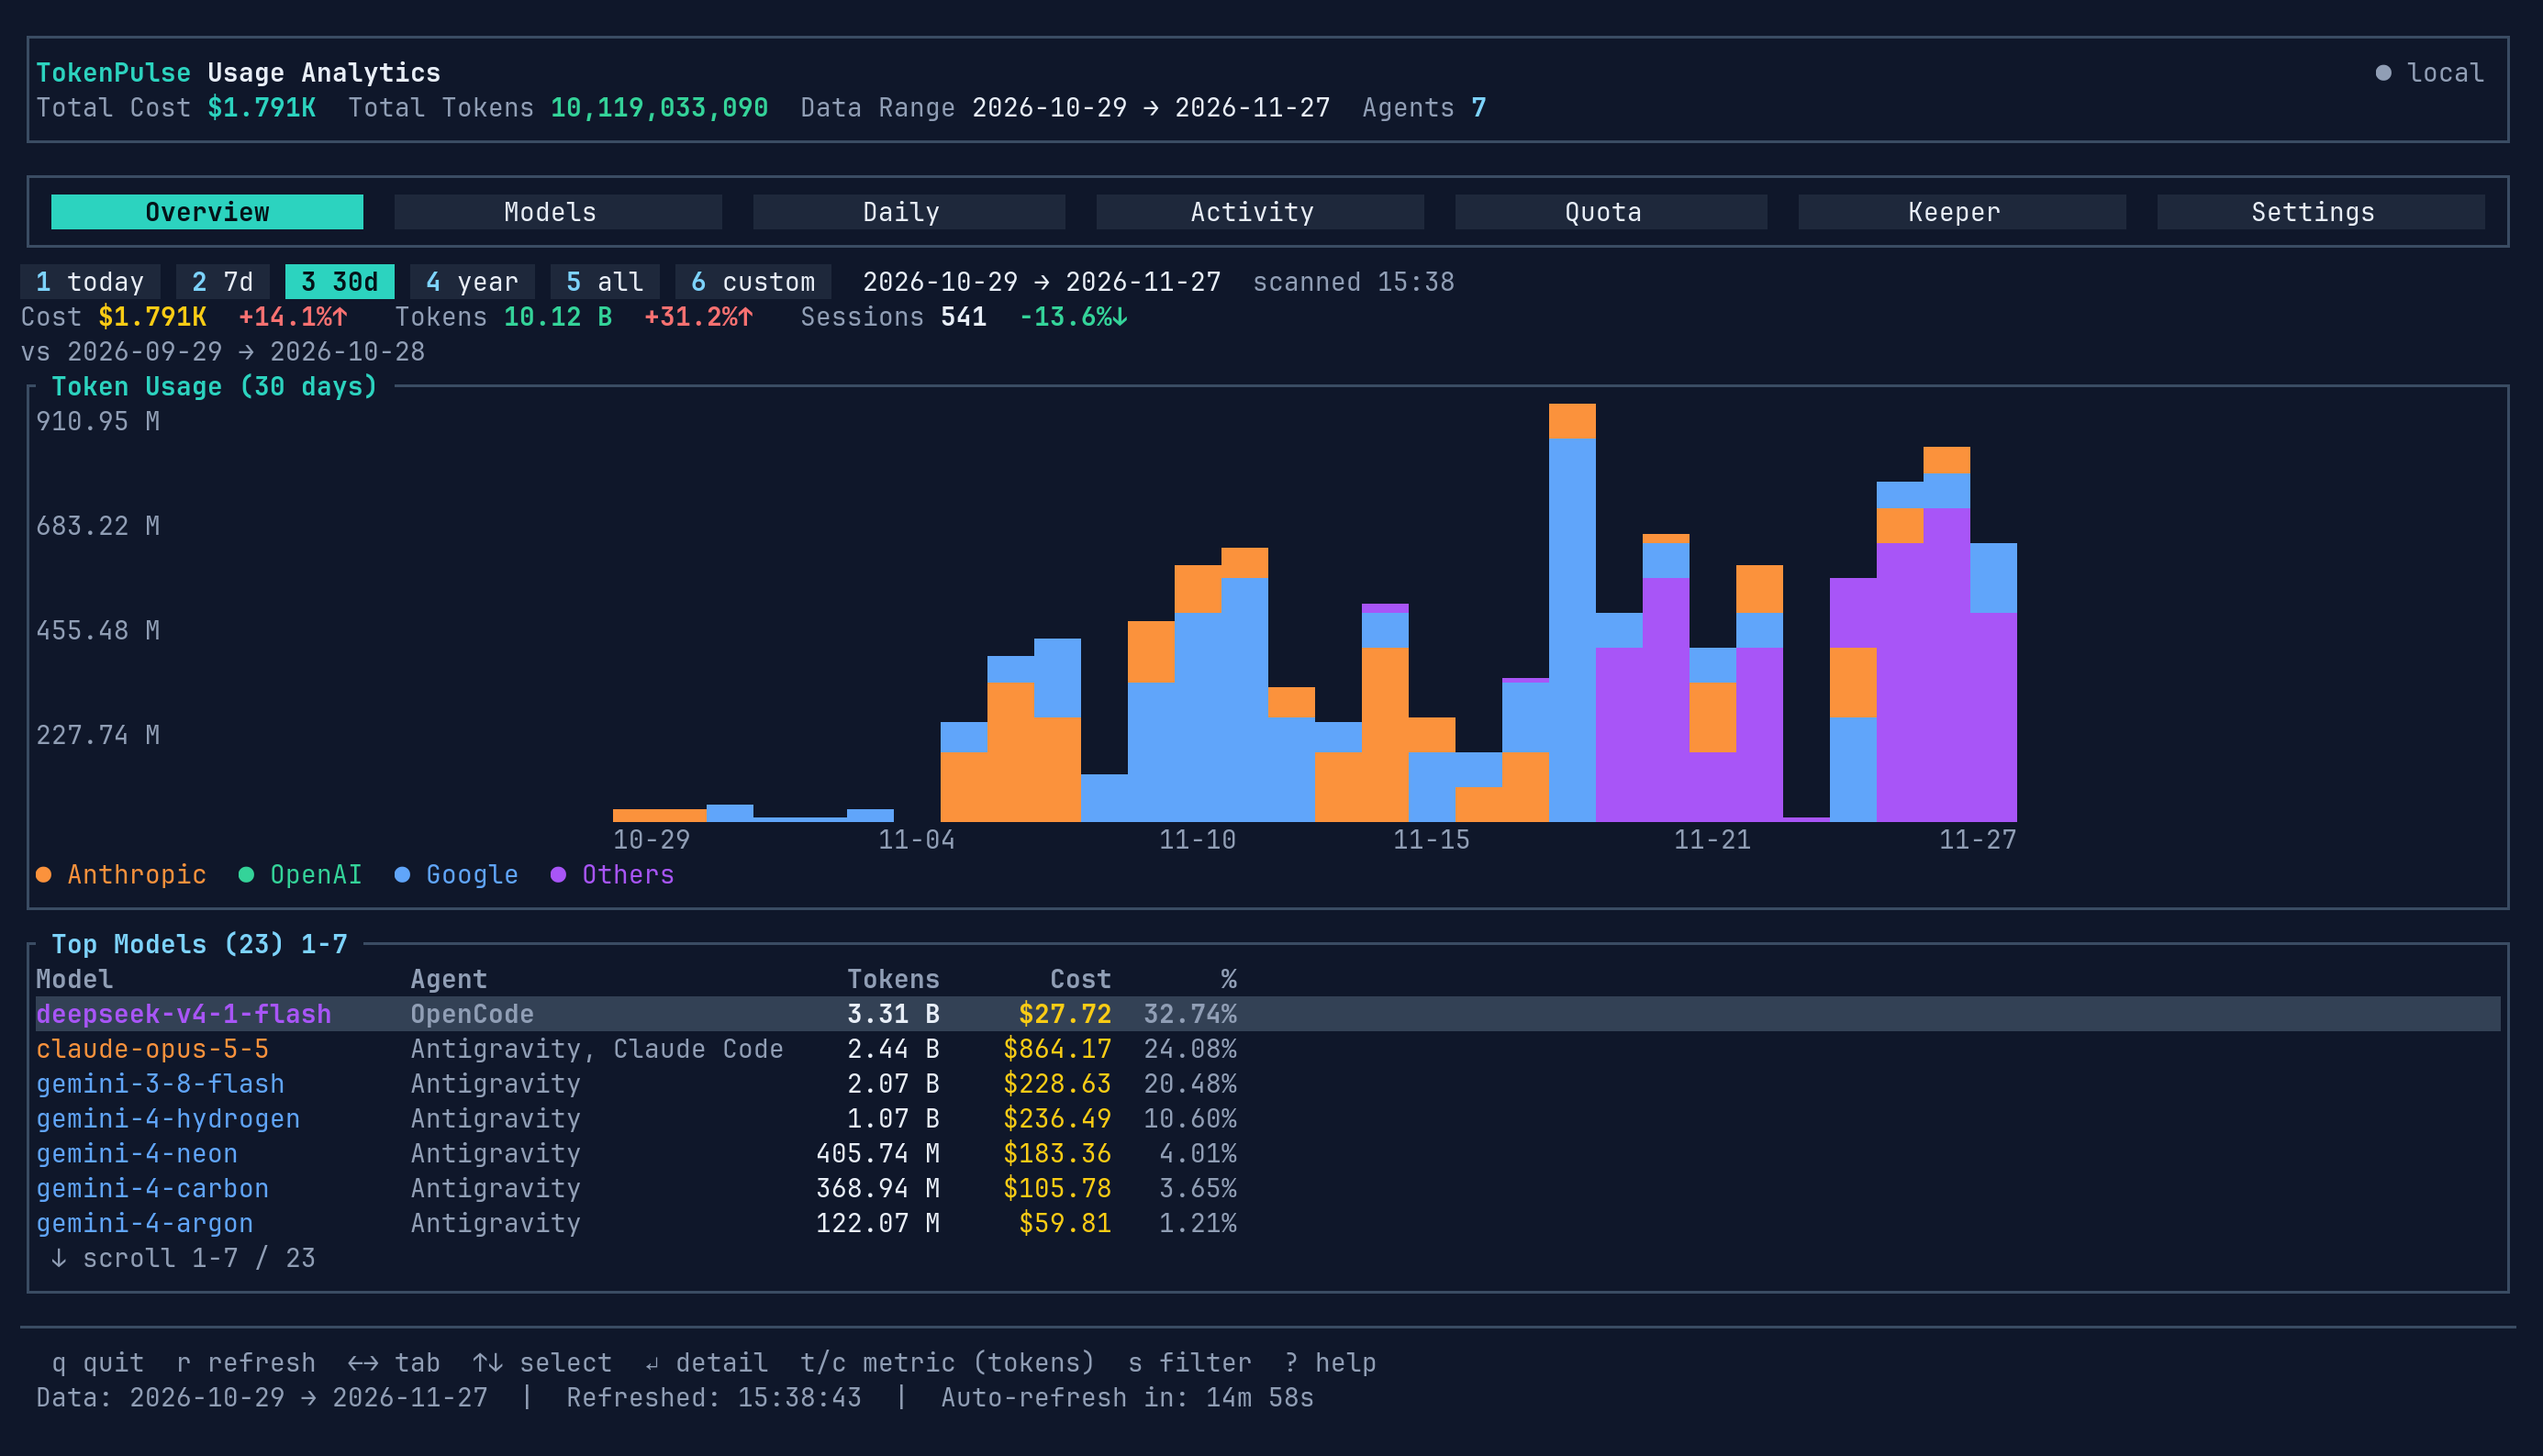 TokenPulse Usage Analytics ● local
Total Cost $1.791K Total Tokens 10,119,033,090 Data Range 2026-10-29 → 2026-11-27 Agents 7
Overview Models Daily Activity Quota Keeper Settings
1 today 2 7d 3 30d 4 year 5 all 6 custom 2026-10-29 → 2026-11-27 scanned 15:38
Cost $1.791K +14.1%↑ Tokens 10.12 B +31.2%↑ Sessions 541 -13.6%↓
vs 2026-09-29 → 2026-10-28
Token Usage (30 days)
910.95 M
683.22 M
455.48 M
227.74 M
10-29 11-04 11-10 11-15 11-21 11-27
● Anthropic ● OpenAI ● Google ● Others
Top Models (23) 1-7
Model Agent Tokens Cost %
deepseek-v4-1-flash OpenCode 3.31 B $27.72 32.74%
claude-opus-5-5 Antigravity, Claude Code 2.44 B $864.17 24.08%
gemini-3-8-flash Antigravity 2.07 B $228.63 20.48%
gemini-4-hydrogen Antigravity 1.07 B $236.49 10.60%
gemini-4-neon Antigravity 405.74 M $183.36 4.01%
gemini-4-carbon Antigravity 368.94 M $105.78 3.65%
gemini-4-argon Antigravity 122.07 M $59.81 1.21%
↓ scroll 1-7 / 23
q quit r refresh ←→ tab ↑↓ select ↲ detail t/c metric (tokens) s filter ? help
Data: 2026-10-29 → 2026-11-27 | Refreshed: 15:38:43 | Auto-refresh in: 14m 58s